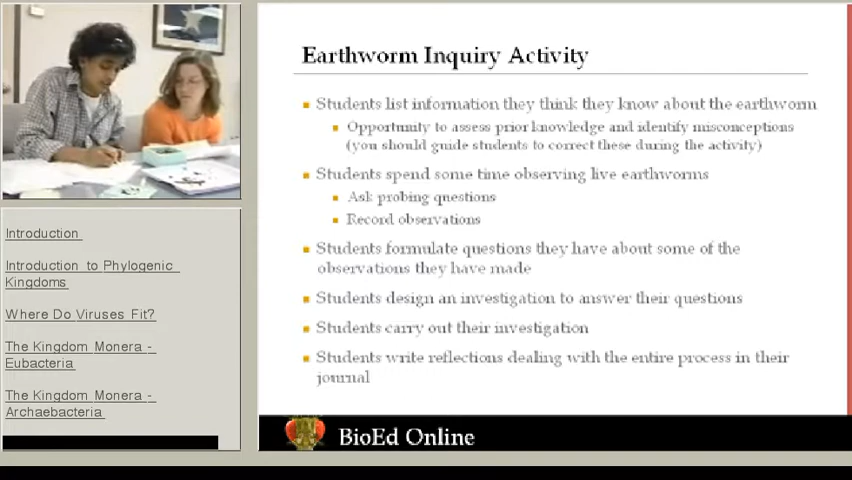 Earthworm Inquiry Activity
Students list information they think they know about the earthworm
Opportunity to assess prior knowledge and identify misconceptions
(you should guide students to correct these during the activity)
Students spend some time observing live earthworms
Ask probing questions
Record observations
Students formulate questions they have about some of the
observations they have made
Students design an investigation to answer their questions
Students carry out their investigation
Students write reflections dealing with the entire process in their
journal
Introduction
Introduction to Phylogenic
Kingdoms
Where Do Viruses Fit?
The Kingdom Monera -
Eubacteria
The Kingdom Monera -
Archaebacteria
BioEd Online